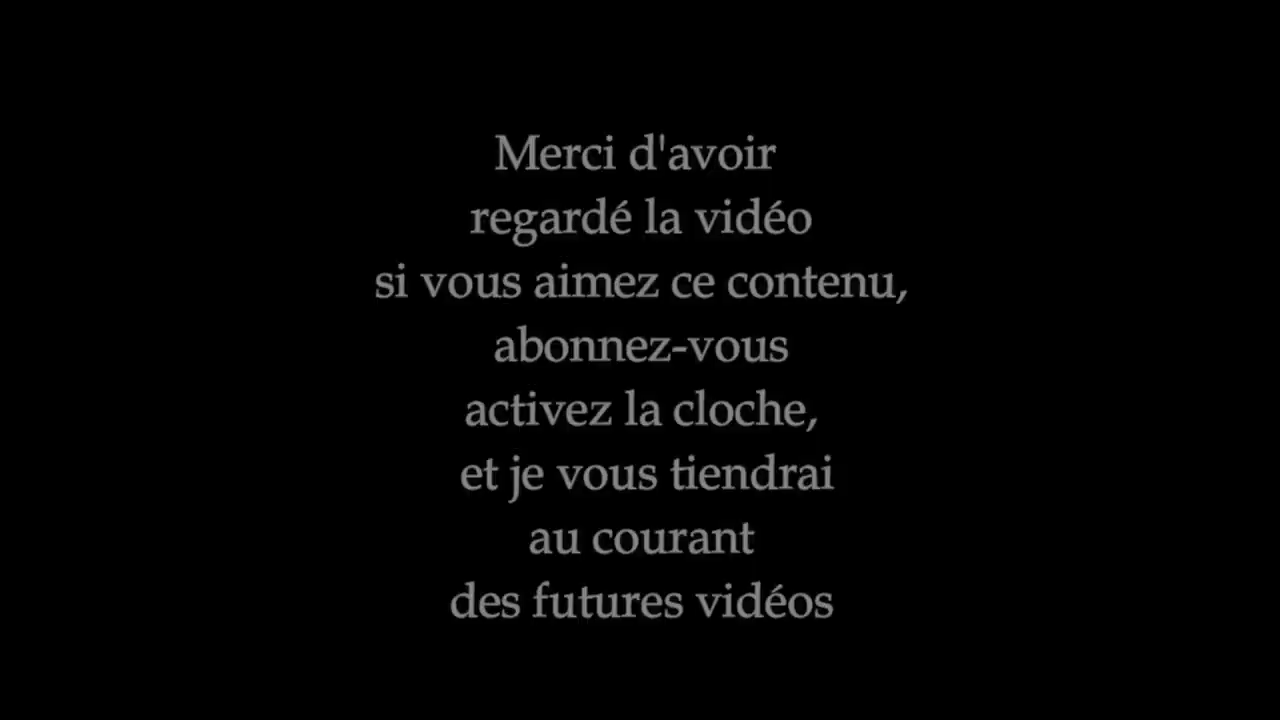 Merci d'avoir
regardé la vidéo
si vous aimez ce contenu,
abonnez-vous
activez la cloche,
et je vous tiendrai
au courant
des futures vidéos